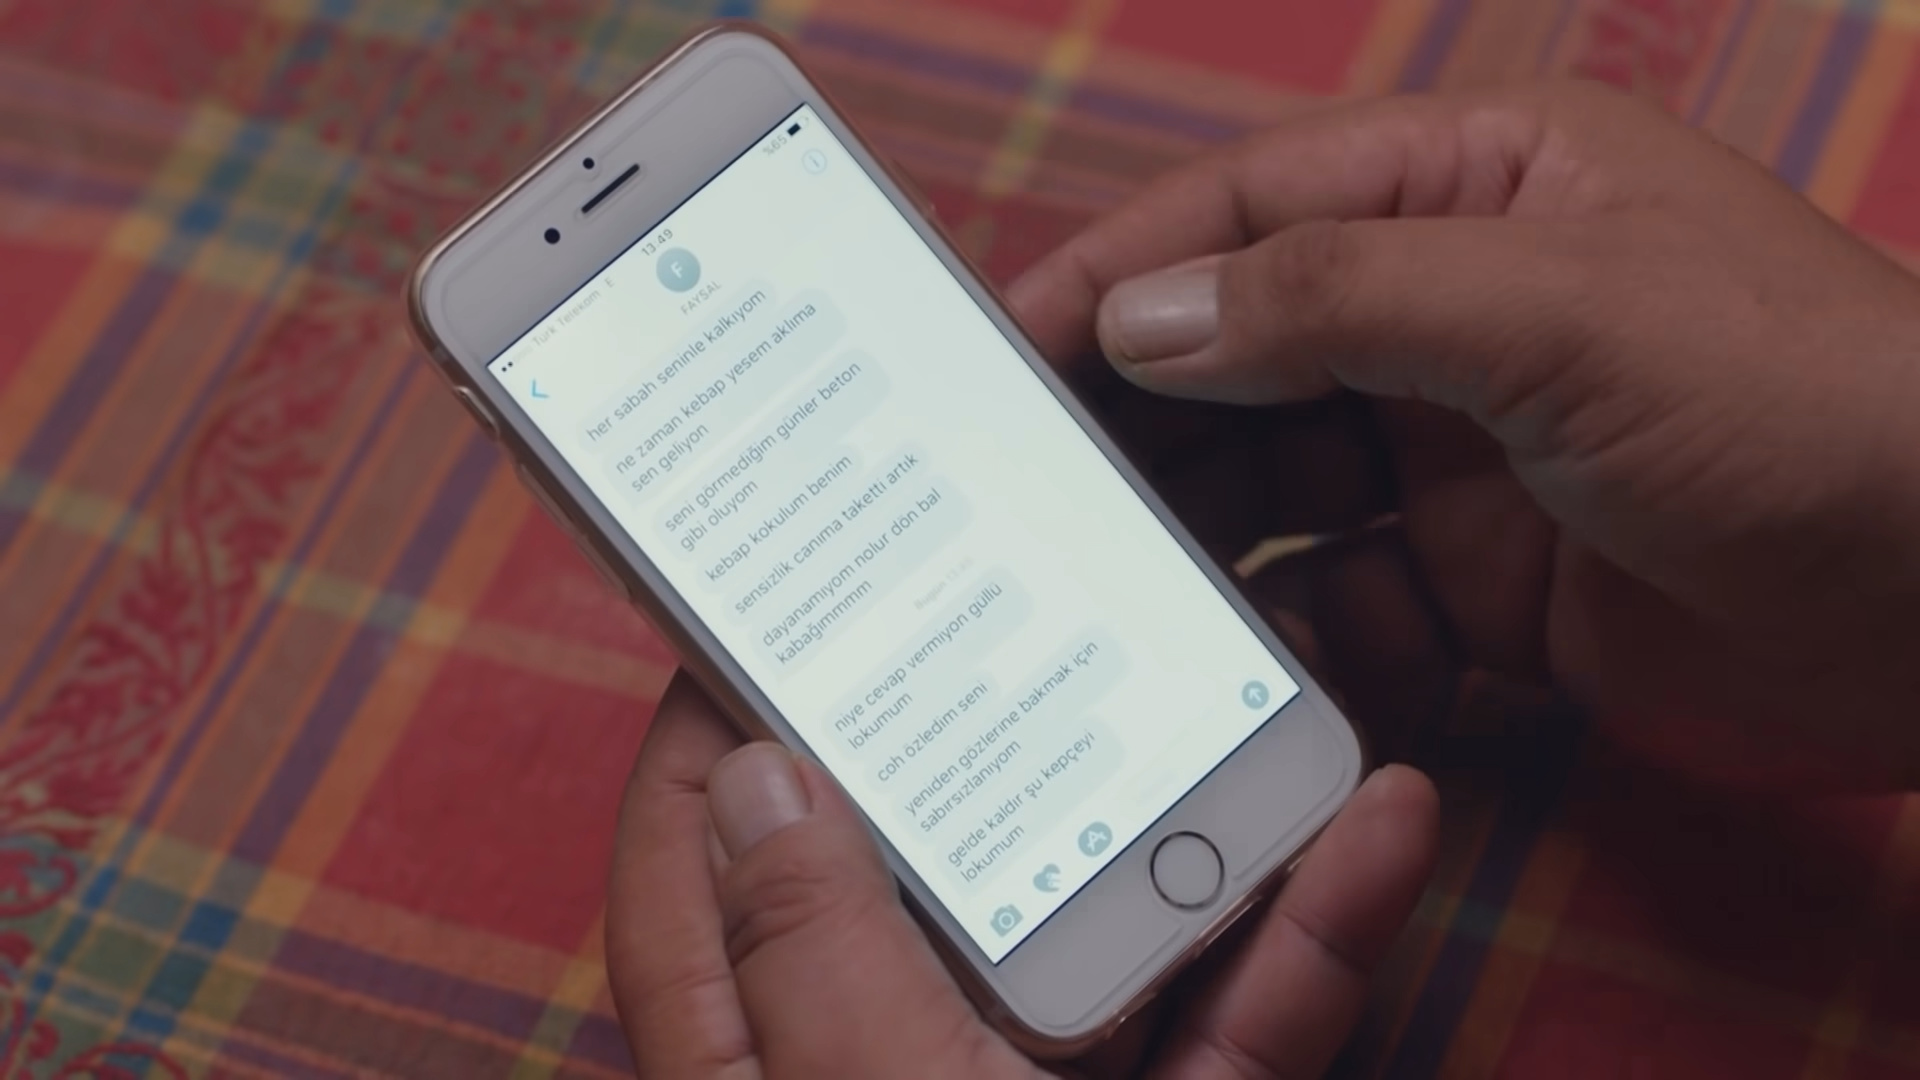 Türk Telekom E
13:49
%65
F
FAYSAL
her sabah seninle kalkıyom
ne zaman kebap yesem aklıma
sen geliyon
seni görmediğim günler beton
gibi oluyom
kebap kokulum benim
sensizlik canıma taketti artık
dayanamıyom nolur dön bal
kabağımmmm
Bugün
niye cevap vermiyon güllü
lokumum
coh özledim seni
yeniden gözlerine bakmak için
sabırsızlanıyom
gelde kaldır şu kepçeyi
lokumum